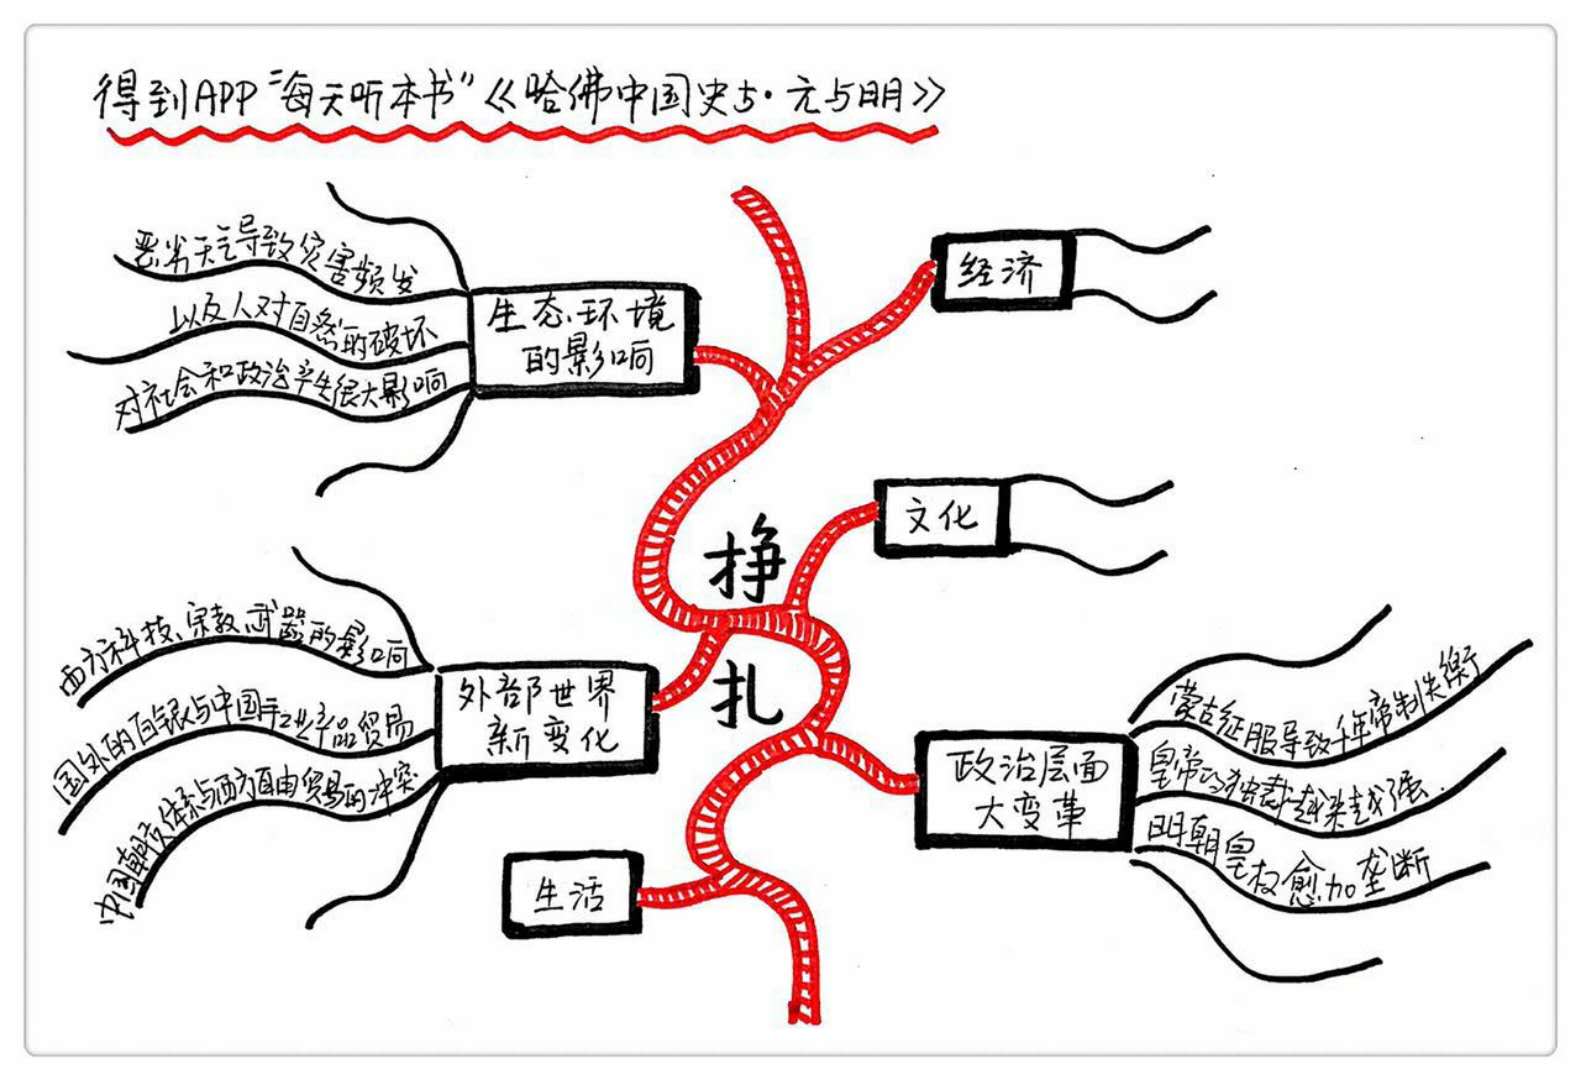 得到APP“每天听本书”《哈佛中国史5·元与明》
恶劣天气导致灾害频发
以及人对自然的破坏
对社会和政治产生很大影响
生态环境
的影响
经济
文化
挣
扎
西方科技、宗教、武器的影响
国外的白银与中国手工业产品贸易
中国朝贡体系与西方自由贸易的冲突
外部世界
新变化
政治层面
大变革
蒙古征服导致千年帝制失衡
皇帝的独裁越来越强.
明朝皇权愈加垄断
生活